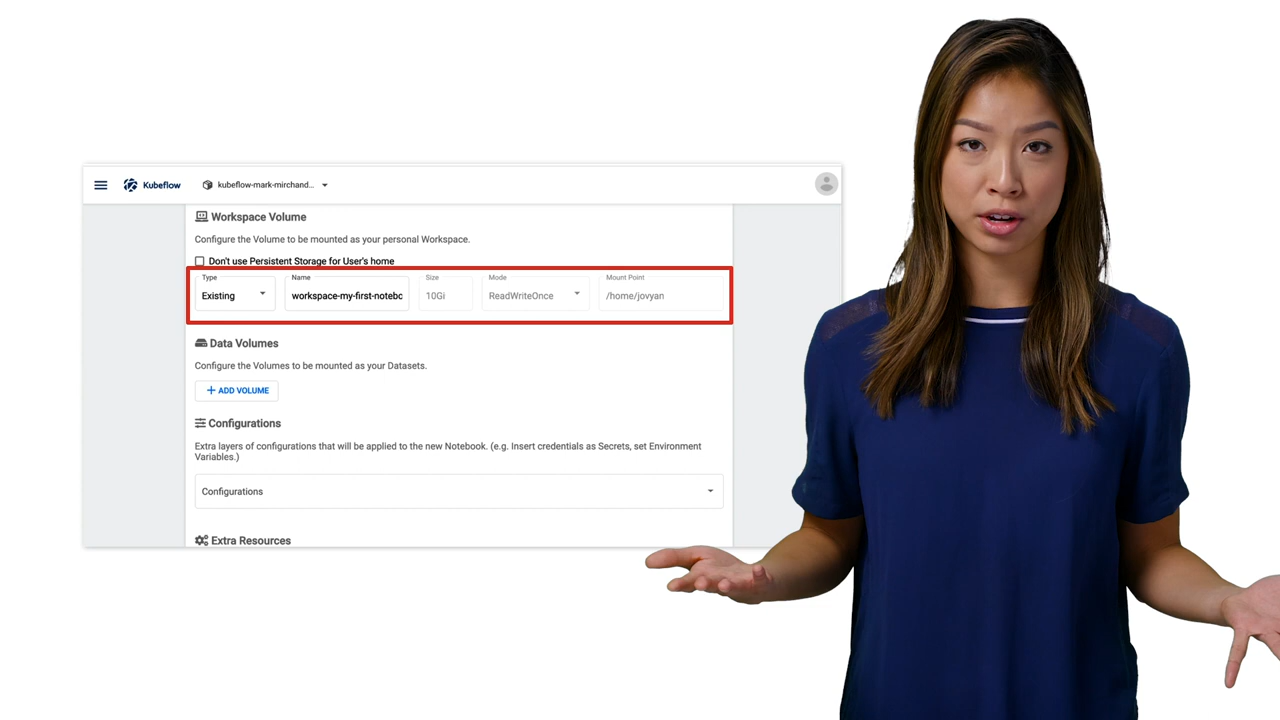 Kubeflow
kubeflow-mark-mirchand...
Workspace Volume
Configure the Volume to be mounted as your personal Workspace.
Don't use Persistent Storage for User's home
Type Name Size Mode Mount Point
Existing workspace-my-first-notebc 10Gi ReadWriteOnce /home/jovyan
Data Volumes
Configure the Volumes to be mounted as your Datasets.
+ ADD VOLUME
Configurations
Extra layers of configurations that will be applied to the new Notebook. (e.g. Insert credentials as Secrets, set Environment
Variables.)
Configurations
Extra Resources